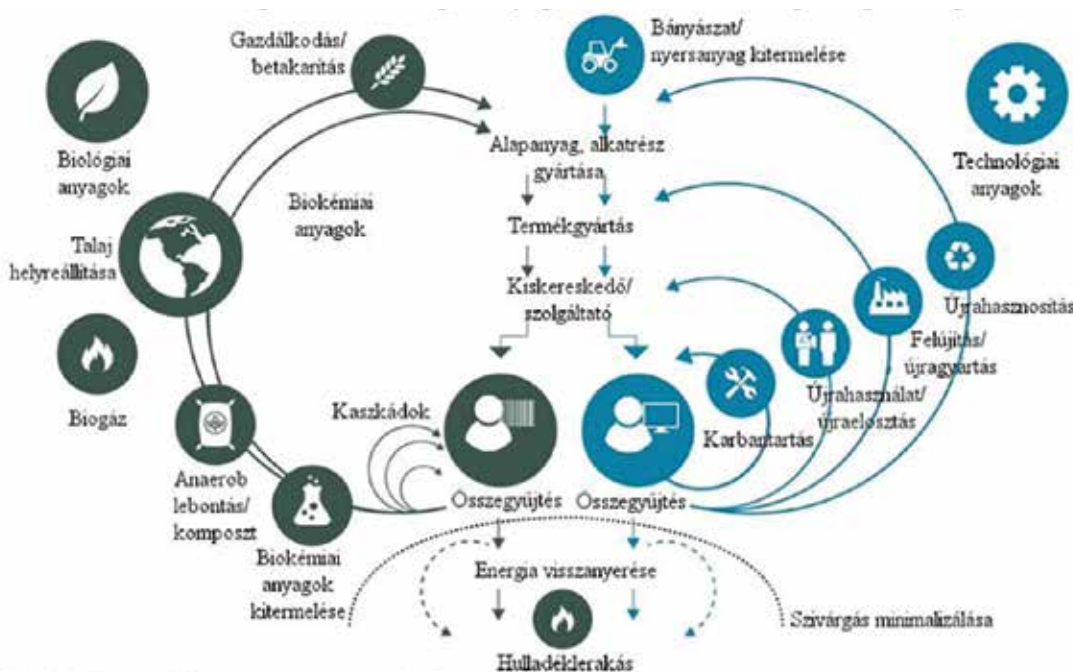 Gazdálkodás/
betakarítás
Bányászat/
nyersanyag kitermelése
Biológiai
anyagok
Alapanyag, alkatrész
gyártása
Technológiai
anyagok
Biokémiai
anyagok
Talaj
helyreállítása
Termékgyártás
Kiskereskedő/
szolgáltató
Újrahasznosítás
Felújítás/
újragyártás
Biogáz
Újrahasználat/
újraelosztás
Kaszkádok
Karbantartás
Anaerob
lebontás/
komposzt
Összegyűjtés
Összegyűjtés
Biokémiai
anyagok
kitermelése
Energia visszanyerése
Szivárgás minimalizálása
Hulladéklerakás